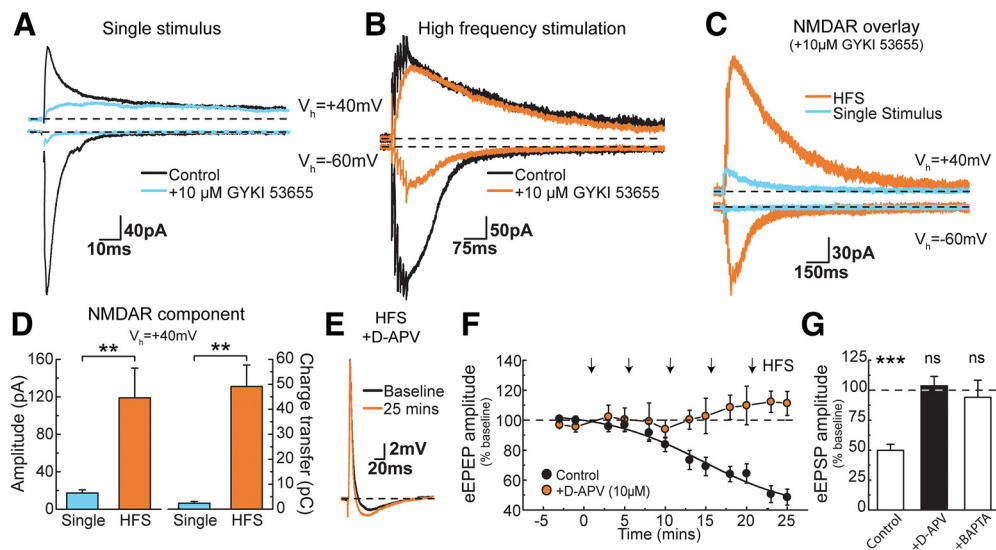 A
Single stimulus
Vh=+40mV
Vh=-60mV
Control
+10 μM GYKI 53655
40pA
10ms
B
High frequency stimulation
Control
+10 μM GYKI 53655
50pA
75ms
C
NMDAR overlay
(+10μM GYKI 53655)
HFS
Single Stimulus
Vh=+40mV
Vh=-60mV
30pA
150ms
D
NMDAR component
Vh=+40mV
**
**
Amplitude (pA)
160
120
80
40
0
Single
HFS
Single
HFS
60
50
40
30
20
10
0
Charge transfer (pC)
E
HFS
+D-APV
Baseline
25 mins
2mV
20ms
F
HFS
eEPEP amplitude
(% baseline)
140
120
100
80
60
40
Control
+D-APV (10μM)
-5
0
5
10
15
20
25
Time (mins)
G
eEPSP amplitude
(% baseline)
125
100
75
50
25
0
***
ns
ns
Control
+D-APV
+BAPTA